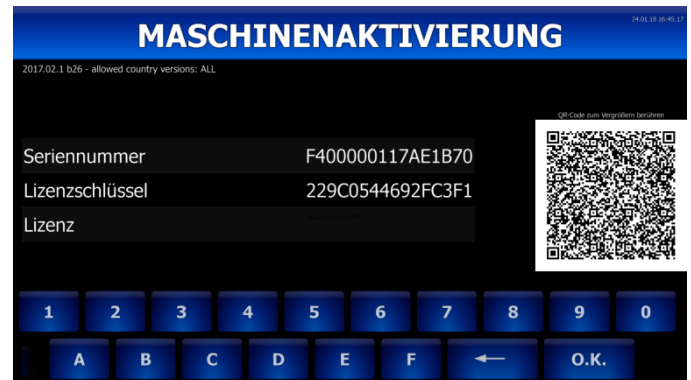 MASCHINENAKTIVIERUNG
24.01.18 16:45:17
2017.02.1 b26 - allowed country versions: ALL
QR-Code zum Vergrößern berühren
Seriennummer F400000117AE1B70
Lizenzschlüssel 229C0544692FC3F1
Lizenz
1 2 3 4 5 6 7 8 9 0
A B C D E F ← O.K.